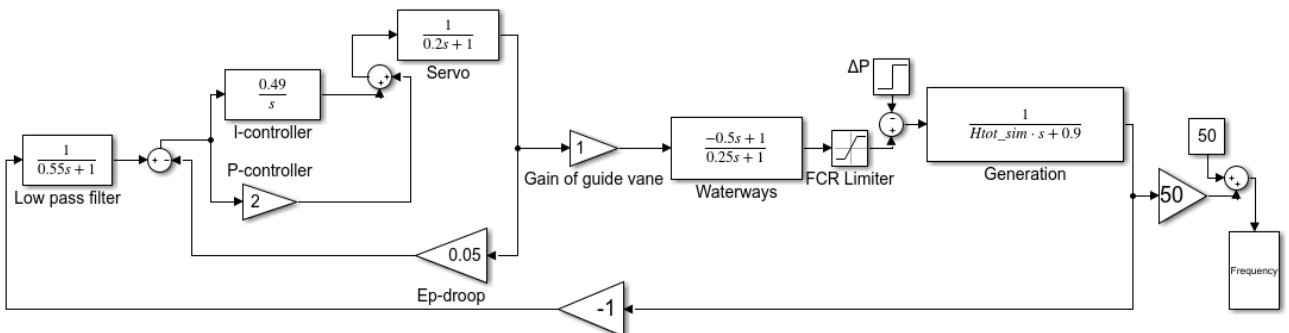 1
0.2s + 1
Servo
0.49
s
I-controller
1
0.55s + 1
Low pass filter
P-controller
2
0.05
Ep-droop
-1
1
Gain of guide vane
−0.5s + 1
0.25s + 1
Waterways
FCR Limiter
ΔP
1
Htot_sim · s + 0.9
Generation
50
50
Frequency